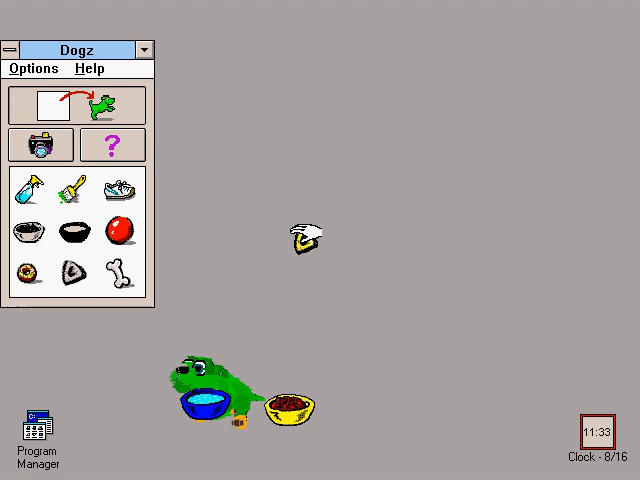 Dogz
Options Help
?
11:33
Program
Manager
Clock - 8/16